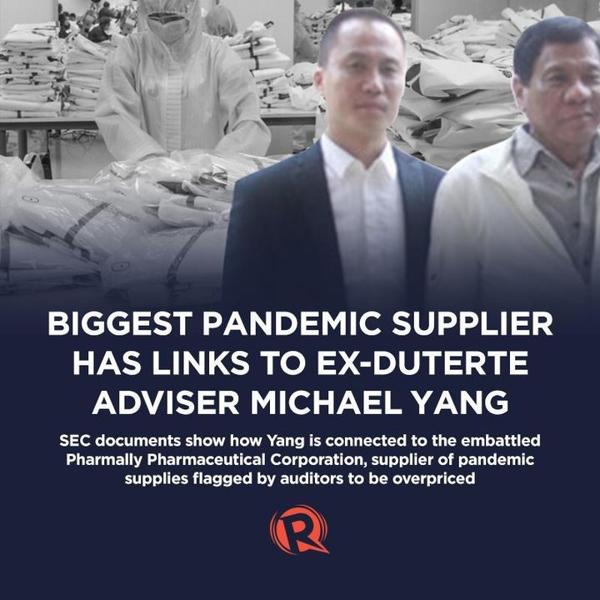 BIGGEST PANDEMIC SUPPLIER
HAS LINKS TO EX-DUTERTE
ADVISER MICHAEL YANG
SEC documents show how Yang is connected to the embattled
Pharmally Pharmaceutical Corporation, supplier of pandemic
supplies flagged by auditors to be overpriced
R